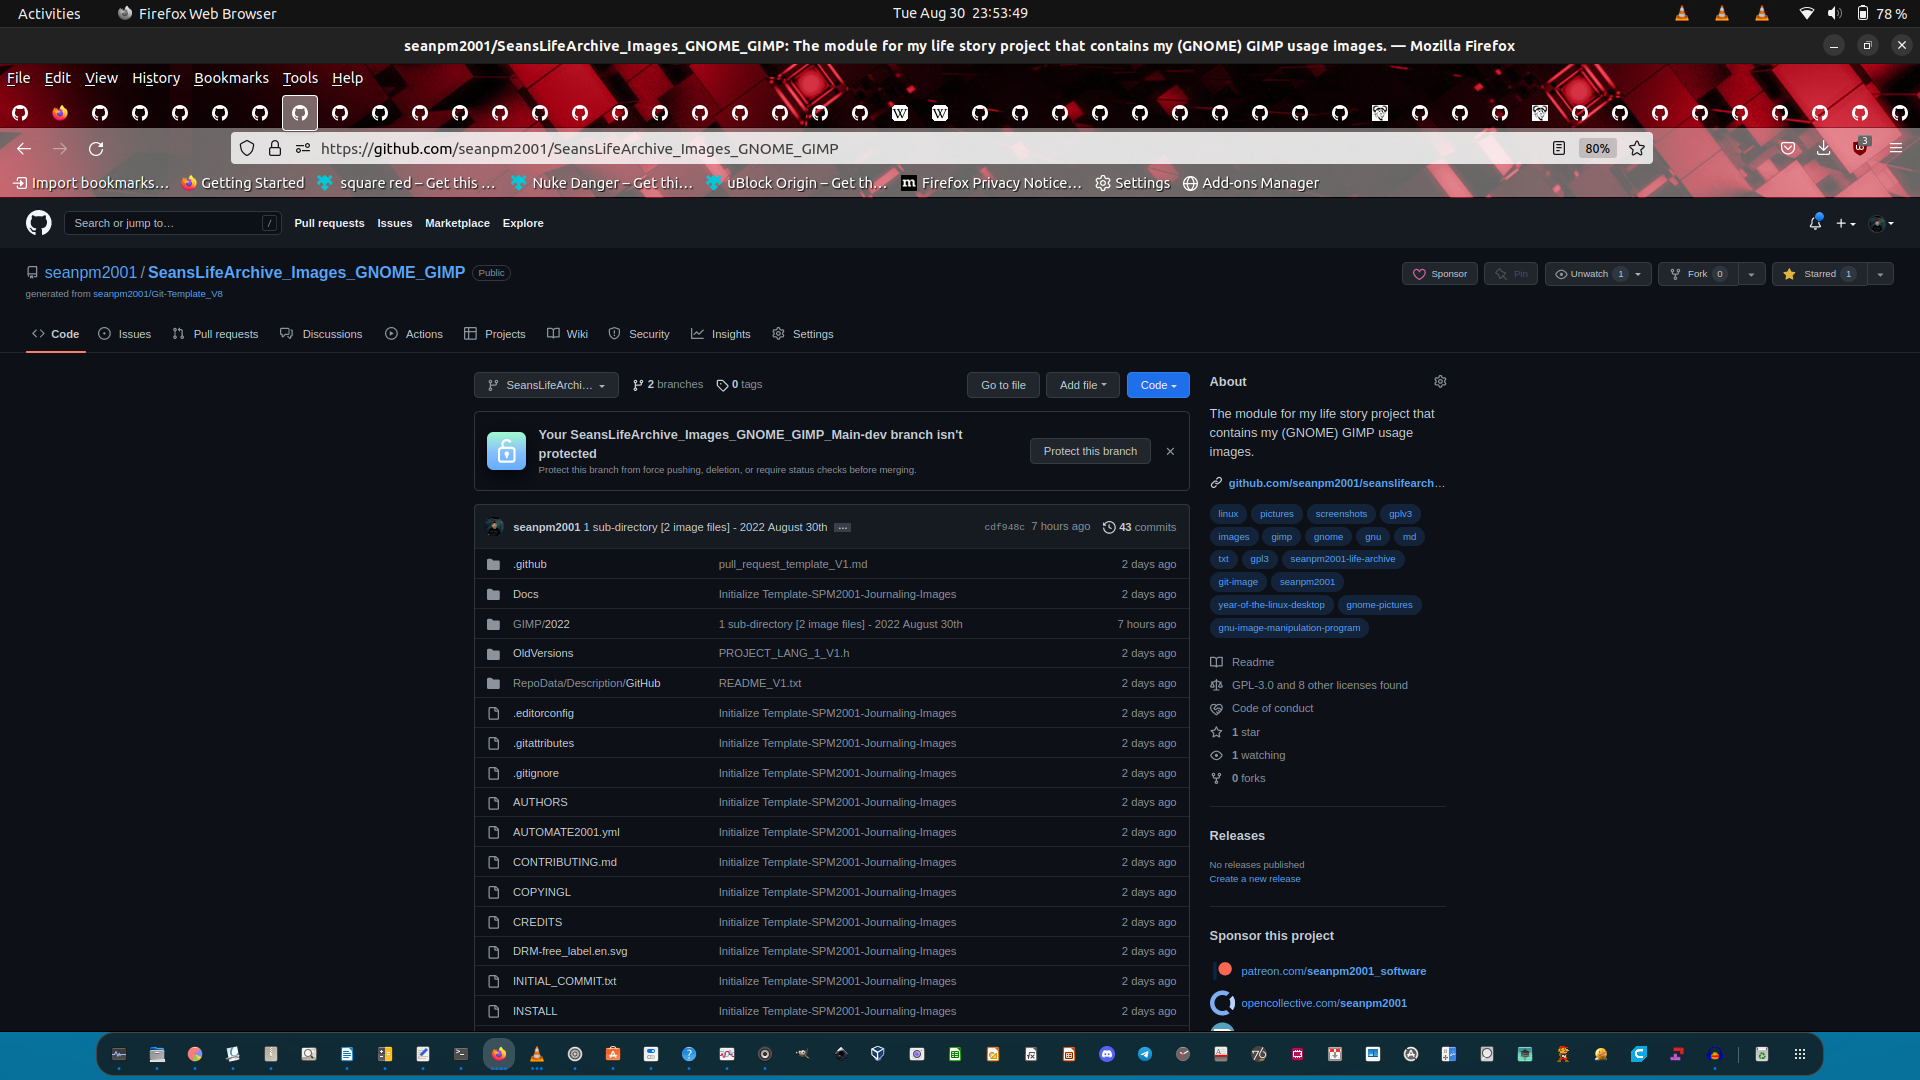 Activities
Firefox Web Browser
Tue Aug 30 23:53:49
78 %
seanpm2001/SeansLifeArchive_Images_GNOME_GIMP: The module for my life story project that contains my (GNOME) GIMP usage images. — Mozilla Firefox
File Edit View History Bookmarks Tools Help
https://github.com/seanpm2001/SeansLifeArchive_Images_GNOME_GIMP
80%
3
Import bookmarks… Getting Started square red – Get this … Nuke Danger – Get thi… uBlock Origin – Get th… Firefox Privacy Notice… Settings Add-ons Manager
Search or jump to… /
Pull requests Issues Marketplace Explore
seanpm2001 / SeansLifeArchive_Images_GNOME_GIMP Public
generated from seanpm2001/Git-Template_V8
Sponsor Pin Unwatch 1 Fork 0 Starred 1
Code Issues Pull requests Discussions Actions Projects Wiki Security Insights Settings
SeansLifeArchi… 2 branches 0 tags Go to file Add file Code
Your SeansLifeArchive_Images_GNOME_GIMP_Main-dev branch isn't
protected
Protect this branch from force pushing, deletion, or require status checks before merging.
Protect this branch
seanpm2001 1 sub-directory [2 image files] - 2022 August 30th … cdf948c 7 hours ago 43 commits
.github pull_request_template_V1.md 2 days ago
Docs Initialize Template-SPM2001-Journaling-Images 2 days ago
GIMP/2022 1 sub-directory [2 image files] - 2022 August 30th 7 hours ago
OldVersions PROJECT_LANG_1_V1.h 2 days ago
RepoData/Description/GitHub README_V1.txt 2 days ago
.editorconfig Initialize Template-SPM2001-Journaling-Images 2 days ago
.gitattributes Initialize Template-SPM2001-Journaling-Images 2 days ago
.gitignore Initialize Template-SPM2001-Journaling-Images 2 days ago
AUTHORS Initialize Template-SPM2001-Journaling-Images 2 days ago
AUTOMATE2001.yml Initialize Template-SPM2001-Journaling-Images 2 days ago
CONTRIBUTING.md Initialize Template-SPM2001-Journaling-Images 2 days ago
COPYINGL Initialize Template-SPM2001-Journaling-Images 2 days ago
CREDITS Initialize Template-SPM2001-Journaling-Images 2 days ago
DRM-free_label.en.svg Initialize Template-SPM2001-Journaling-Images 2 days ago
INITIAL_COMMIT.txt Initialize Template-SPM2001-Journaling-Images 2 days ago
INSTALL Initialize Template-SPM2001-Journaling-Images 2 days ago
About
The module for my life story project that
contains my (GNOME) GIMP usage
images.
github.com/seanpm2001/seanslifearch…
linux pictures screenshots gplv3
images gimp gnome gnu md
txt gpl3 seanpm2001-life-archive
git-image seanpm2001
year-of-the-linux-desktop gnome-pictures
gnu-image-manipulation-program
Readme
GPL-3.0 and 8 other licenses found
Code of conduct
1 star
1 watching
0 forks
Releases
No releases published
Create a new release
Sponsor this project
patreon.com/seanpm2001_software
opencollective.com/seanpm2001